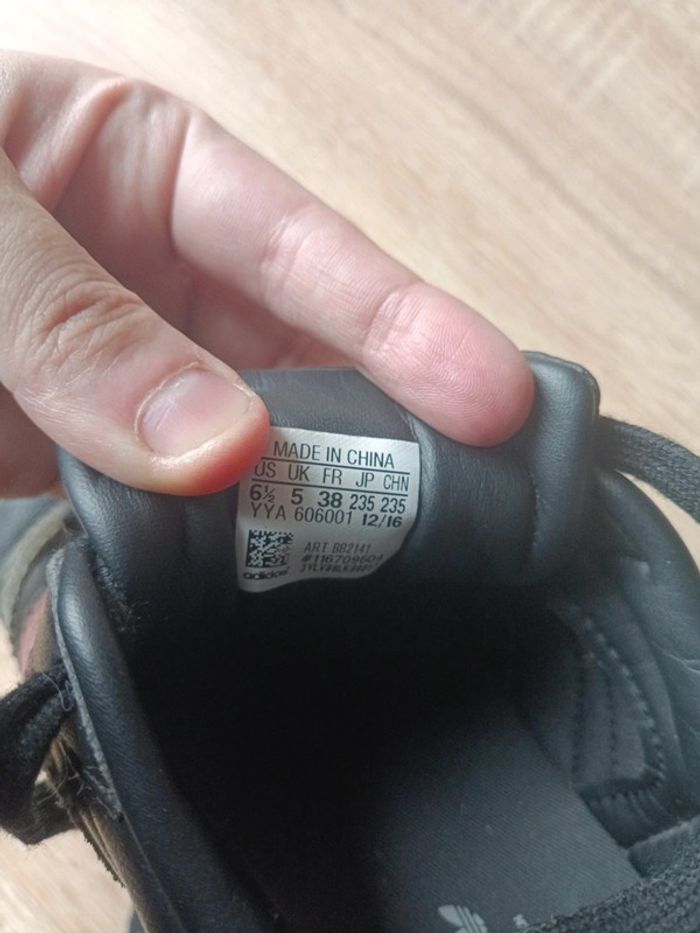 MADE IN CHINA
US UK FR JP CHN
6½ 5 38 235 235
YYA 606001 12/16
ART BB2141
#116709604
adidas